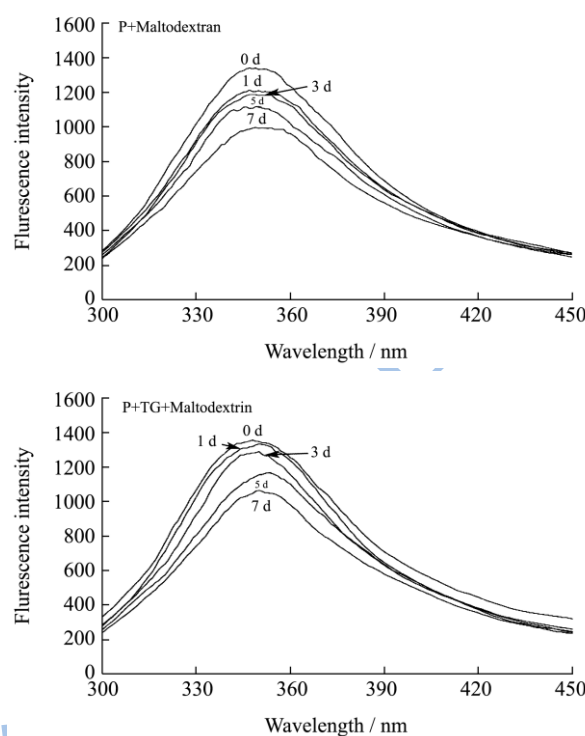 P+Maltodextran
1600
1400
1200
1000
800
600
400
200
0
0 d
1 d
3 d
5 d
7 d
300
330
360
390
420
450
Flurescence intensity
Wavelength / nm
P+TG+Maltodextrin
1600
1400
1200
1000
800
600
400
200
0
0 d
1 d
3 d
5 d
7 d
300
330
360
390
420
450
Flurescence intensity
Wavelength / nm